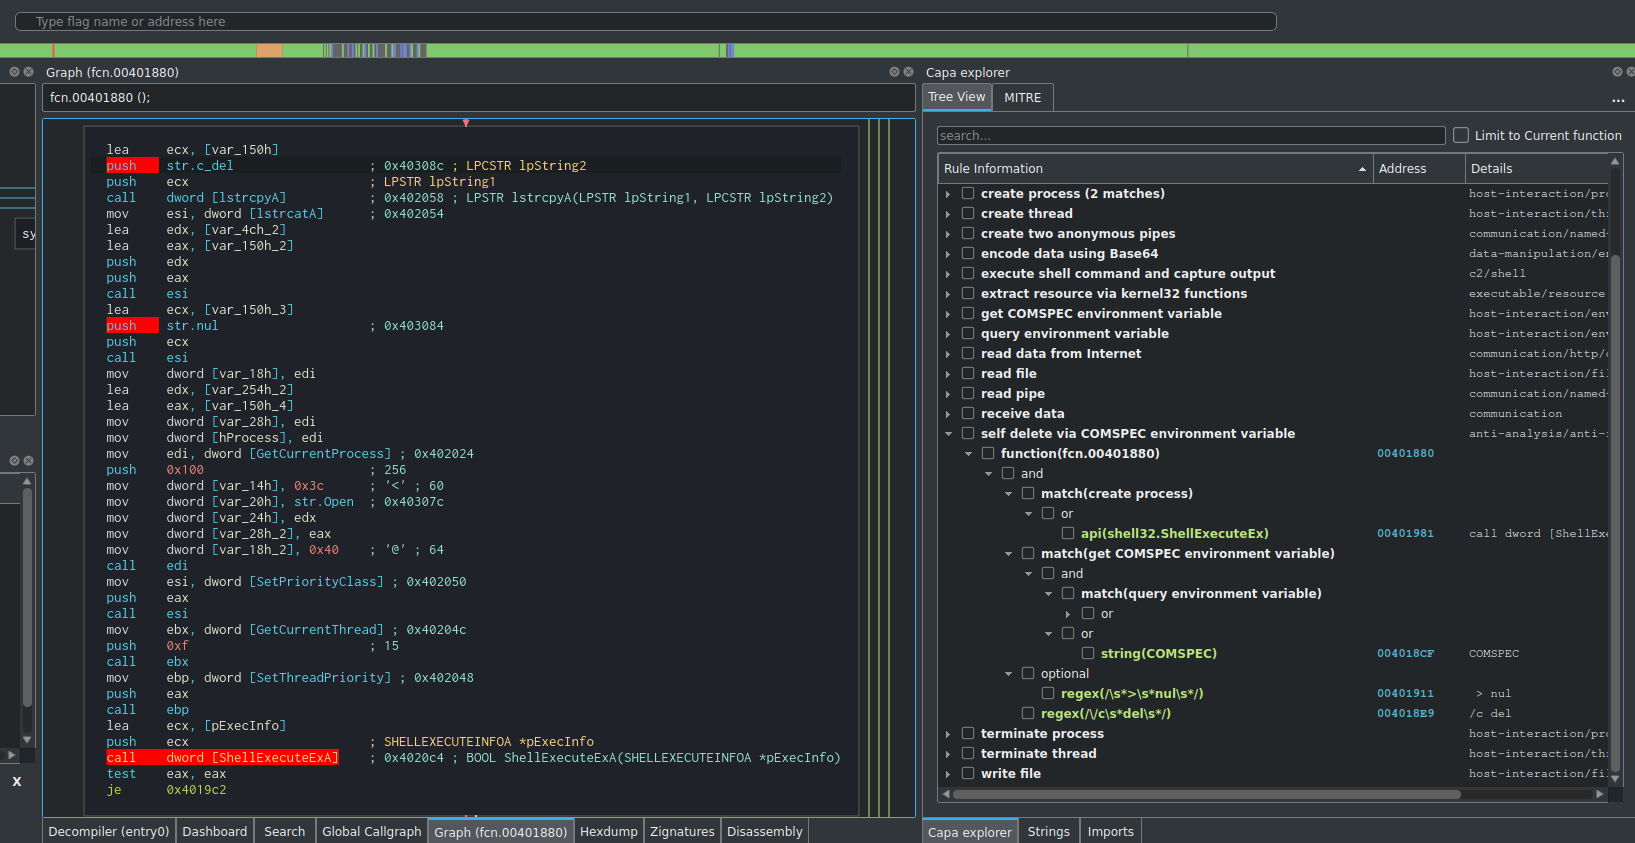 Type flag name or address here
Graph (fcn.00401880)
fcn.00401880 ();
lea ecx, [var_150h]
push str.c_del ; 0x40308c ; LPCSTR lpString2
push ecx ; LPSTR lpString1
call dword [lstrcpyA] ; 0x402058 ; LPSTR lstrcpyA(LPSTR lpString1, LPCSTR lpString2)
mov esi, dword [lstrcatA] ; 0x402054
lea edx, [var_4ch_2]
lea eax, [var_150h_2]
push edx
push eax
call esi
lea ecx, [var_150h_3]
push str.nul ; 0x403084
push ecx
call esi
mov dword [var_18h], edi
lea edx, [var_254h_2]
lea eax, [var_150h_4]
mov dword [var_28h], edi
mov dword [hProcess], edi
mov edi, dword [GetCurrentProcess] ; 0x402024
push 0x100 ; 256
mov dword [var_14h], 0x3c ; '<' ; 60
mov dword [var_20h], str.Open ; 0x40307c
mov dword [var_24h], edx
mov dword [var_28h_2], eax
mov dword [var_18h_2], 0x40 ; '@' ; 64
call edi
mov esi, dword [SetPriorityClass] ; 0x402050
push eax
call esi
mov ebx, dword [GetCurrentThread] ; 0x40204c
push 0xf ; 15
call ebx
mov ebp, dword [SetThreadPriority] ; 0x402048
push eax
call ebp
lea ecx, [pExecInfo]
push ecx ; SHELLEXECUTEINFOA *pExecInfo
call dword [ShellExecuteExA] ; 0x4020c4 ; BOOL ShellExecuteExA(SHELLEXECUTEINFOA *pExecInfo)
test eax, eax
je 0x4019c2
sy
X
Decompiler (entry0) Dashboard Search Global Callgraph Graph (fcn.00401880) Hexdump Zignatures Disassembly
Capa explorer
Tree View MITRE ...
search... Limit to Current function
Rule Information Address Details
create process (2 matches) host-interaction/pro
create thread host-interaction/th
create two anonymous pipes communication/named-
encode data using Base64 data-manipulation/en
execute shell command and capture output c2/shell
extract resource via kernel32 functions executable/resource
get COMSPEC environment variable host-interaction/env
query environment variable host-interaction/env
read data from Internet communication/http/
read file host-interaction/fi
read pipe communication/named-
receive data communication
self delete via COMSPEC environment variable anti-analysis/anti-
function(fcn.00401880) 00401880
and
match(create process)
or
api(shell32.ShellExecuteEx) 00401981 call dword [ShellExe
match(get COMSPEC environment variable)
and
match(query environment variable)
or
or
string(COMSPEC) 004018CF COMSPEC
optional
regex(/\s*>\s*nul\s*/) 00401911 > nul
regex(/\/c\s*del\s*/) 004018E9 /c del
terminate process host-interaction/pro
terminate thread host-interaction/th
write file host-interaction/fi
Capa explorer Strings Imports